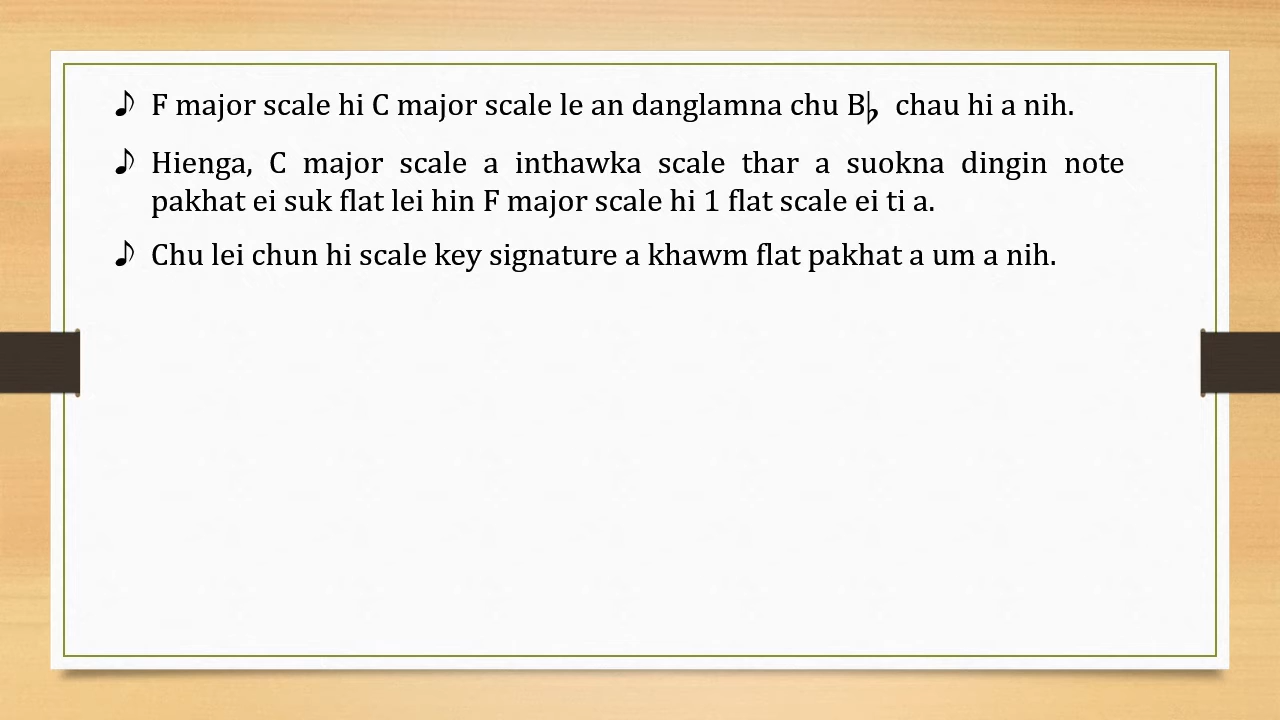 ♪ F major scale hi C major scale le an danglamna chu B♭ chau hi a nih.
♪ Hienga, C major scale a inthawka scale thar a suokna dingin note
pakhat ei suk flat lei hin F major scale hi 1 flat scale ei ti a.
♪ Chu lei chun hi scale key signature a khawm flat pakhat a um a nih.